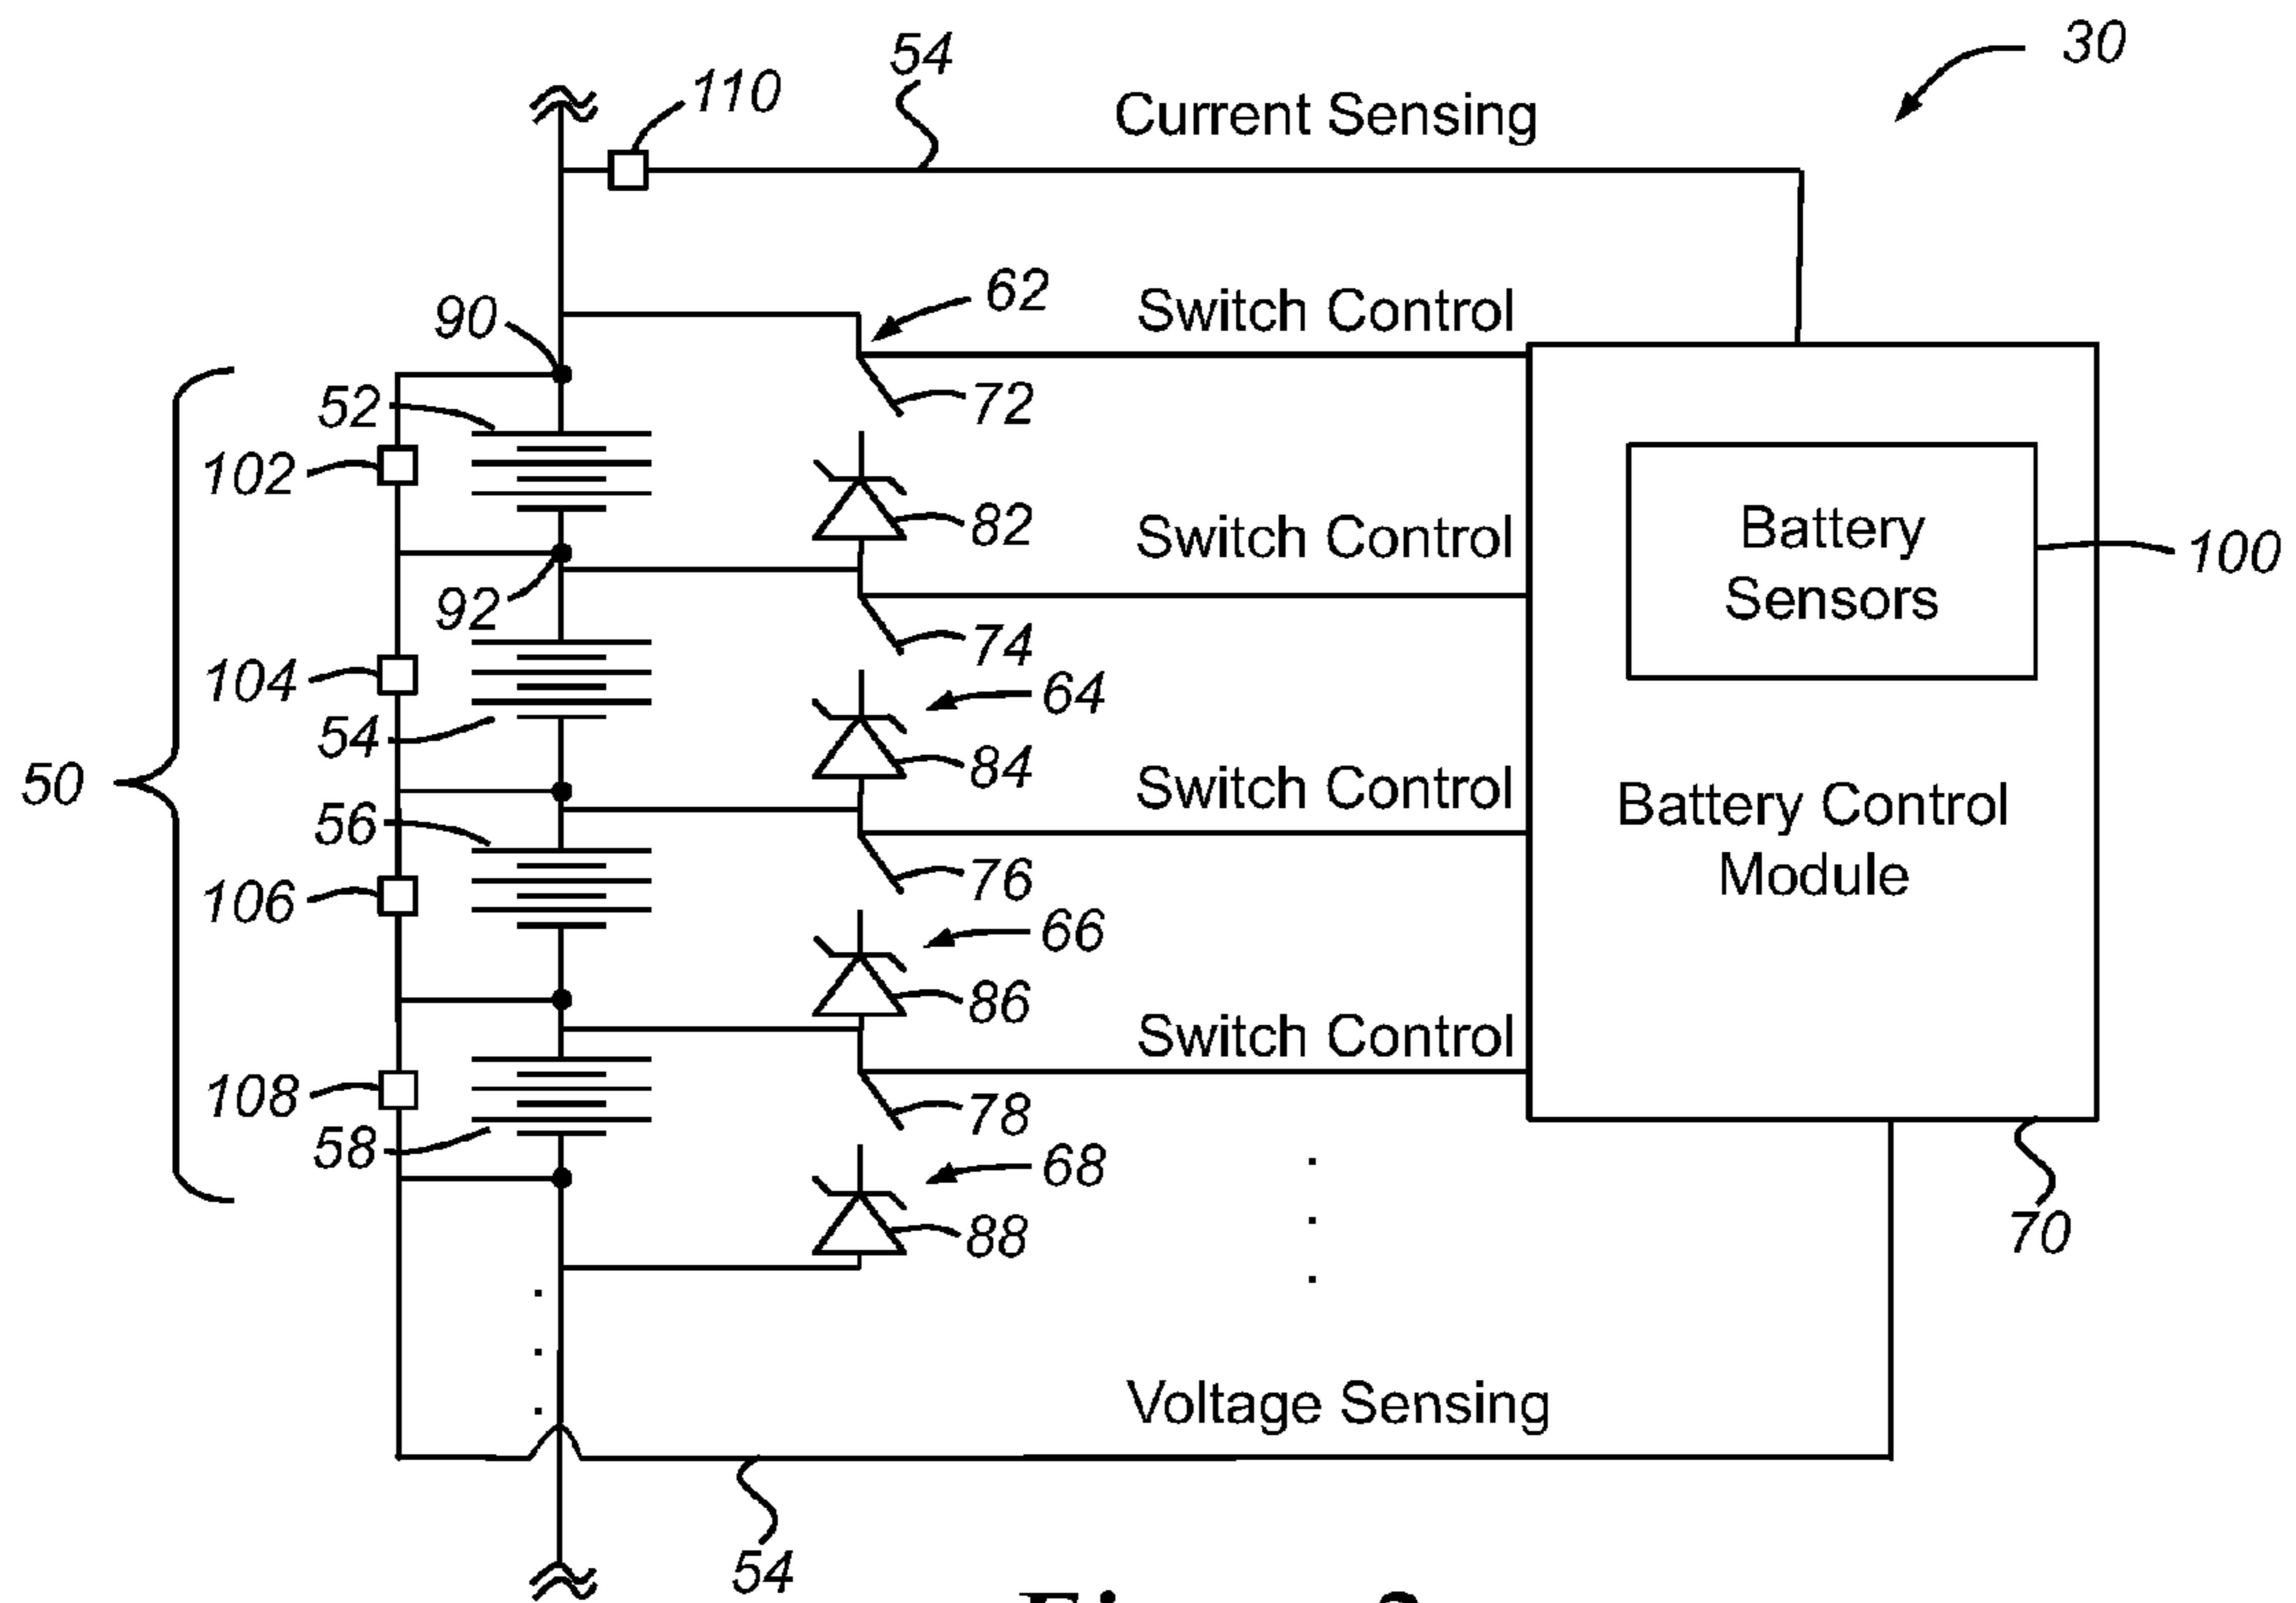 54
30
110
Current Sensing
62
90
Switch Control
52
72
102
82
Switch Control
Battery
Sensors
100
92
74
104
64
54
84
50
Switch Control
Battery Control
Module
56
76
106
66
86
Switch Control
108
78
58
68
88
70
Voltage Sensing
54